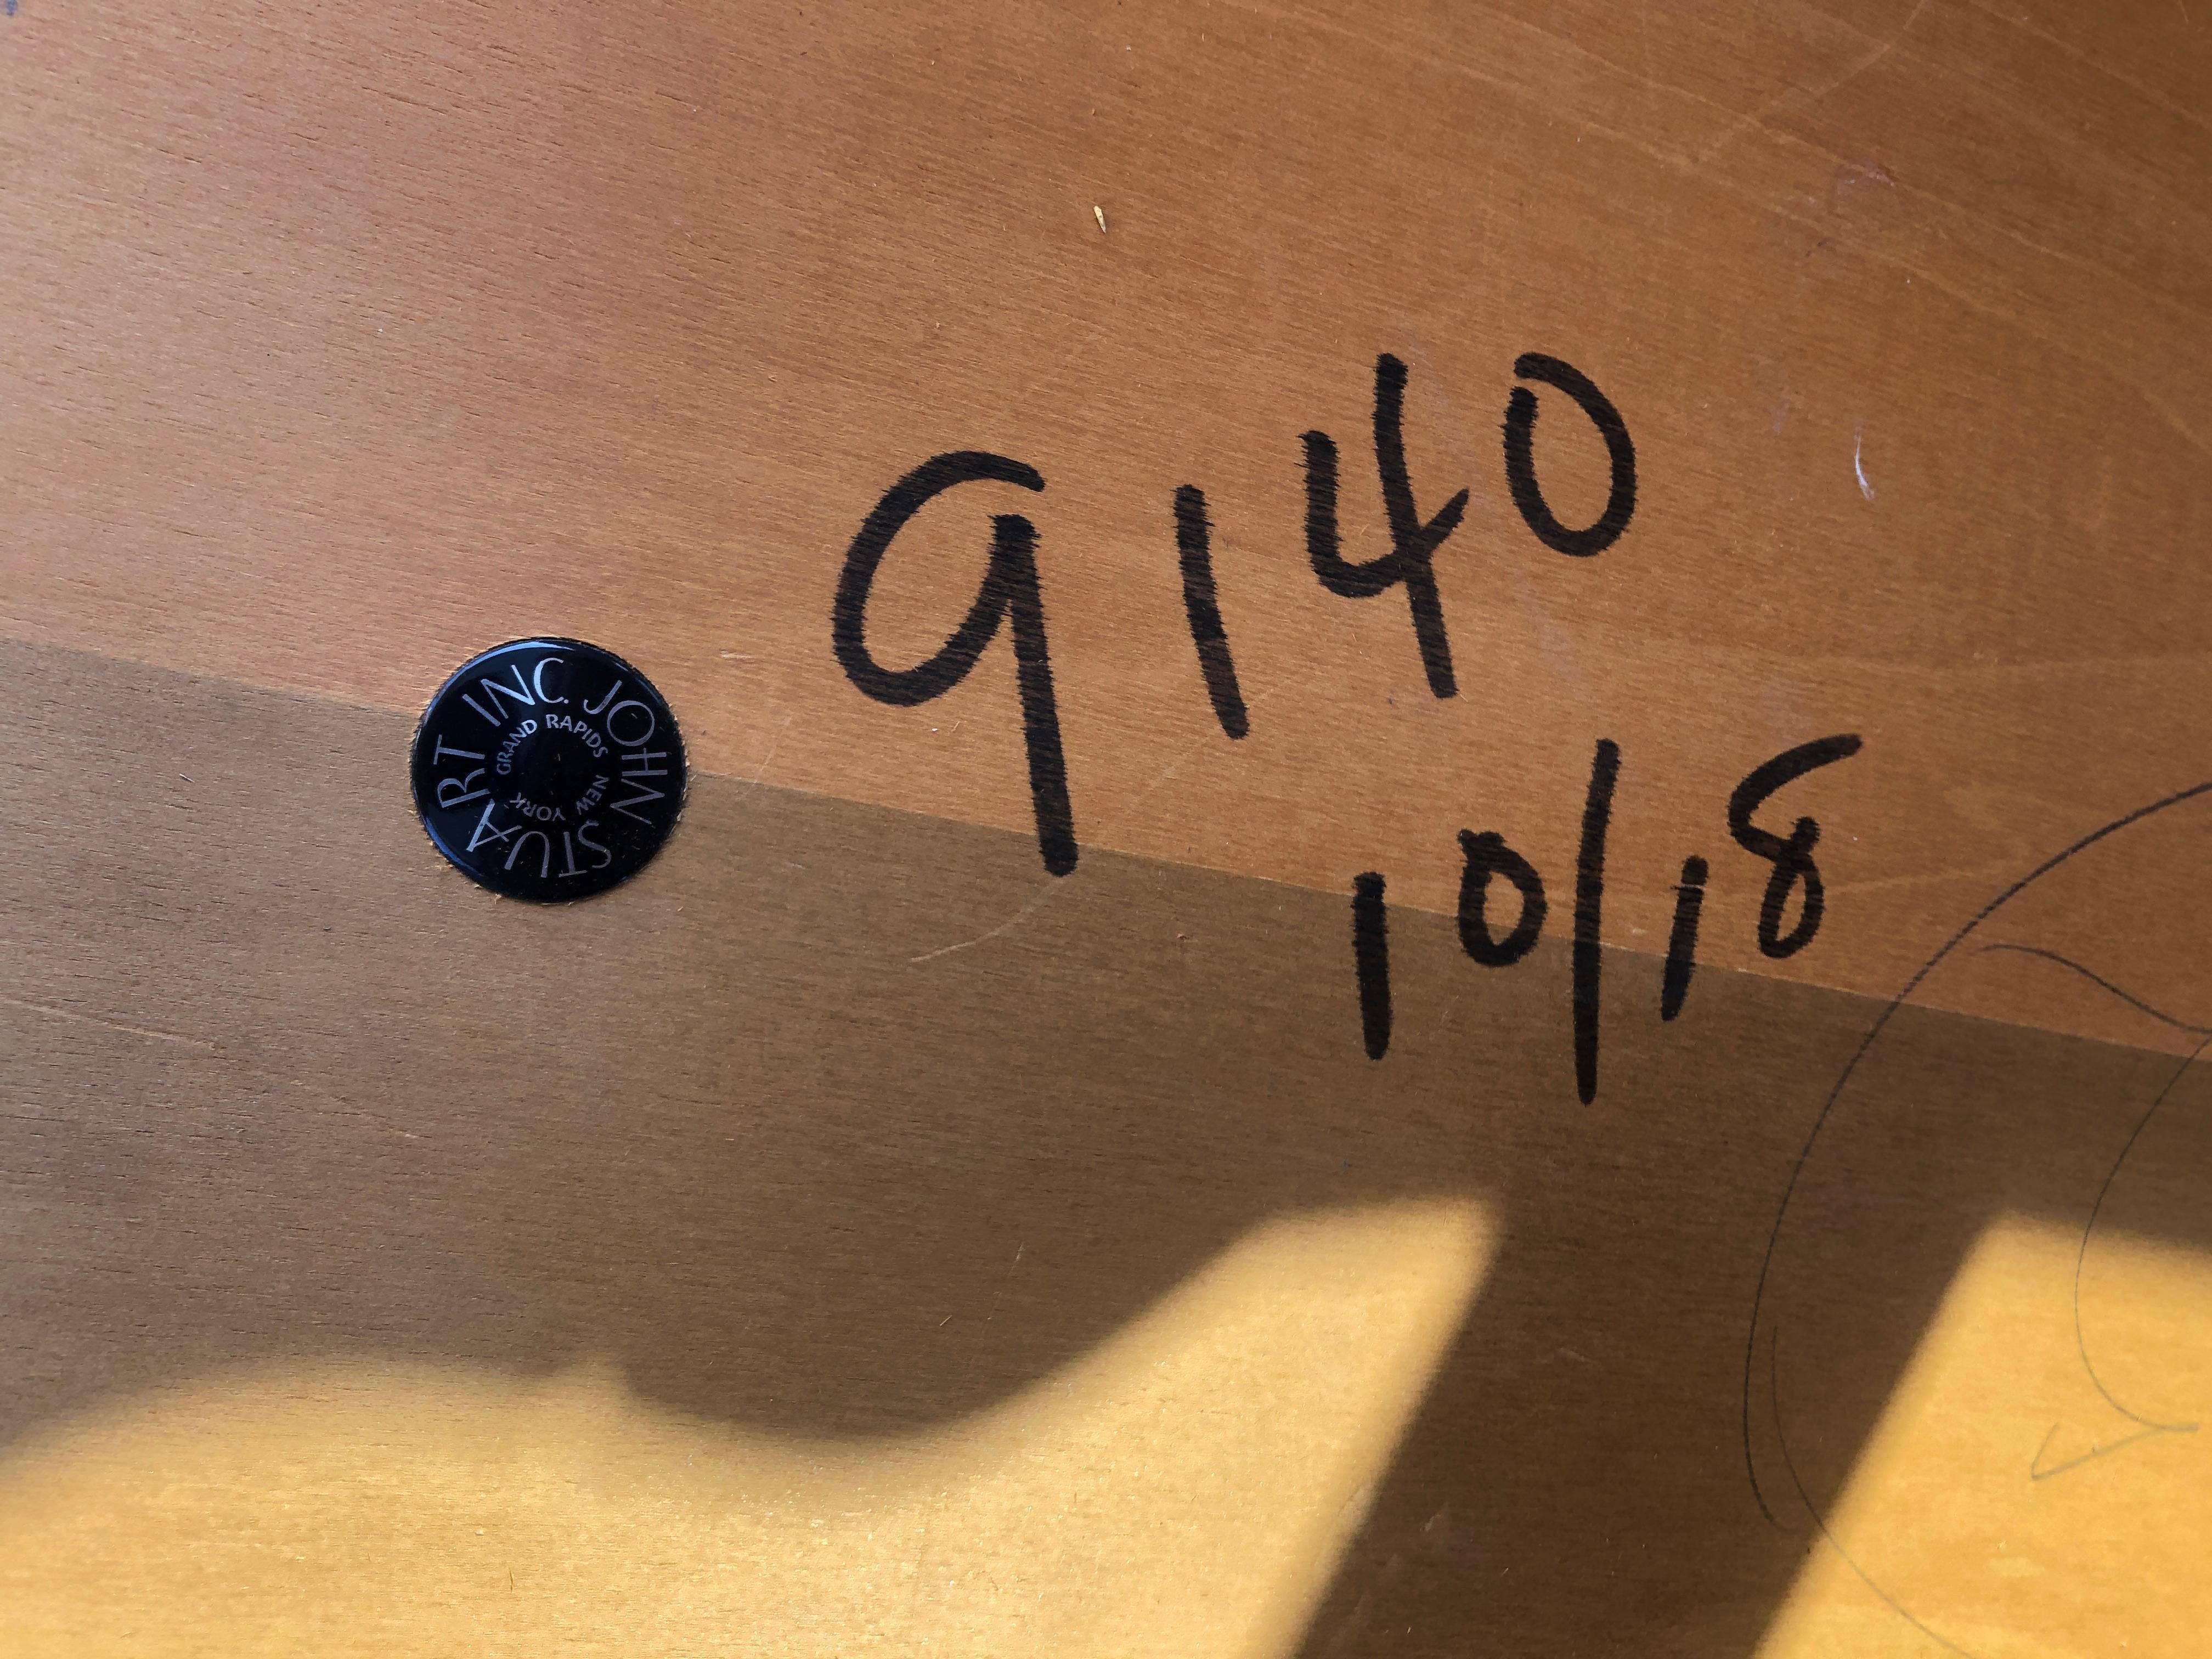 JOHN STUART INC.
GRAND RAPIDS NEW YORK
9140
10/18